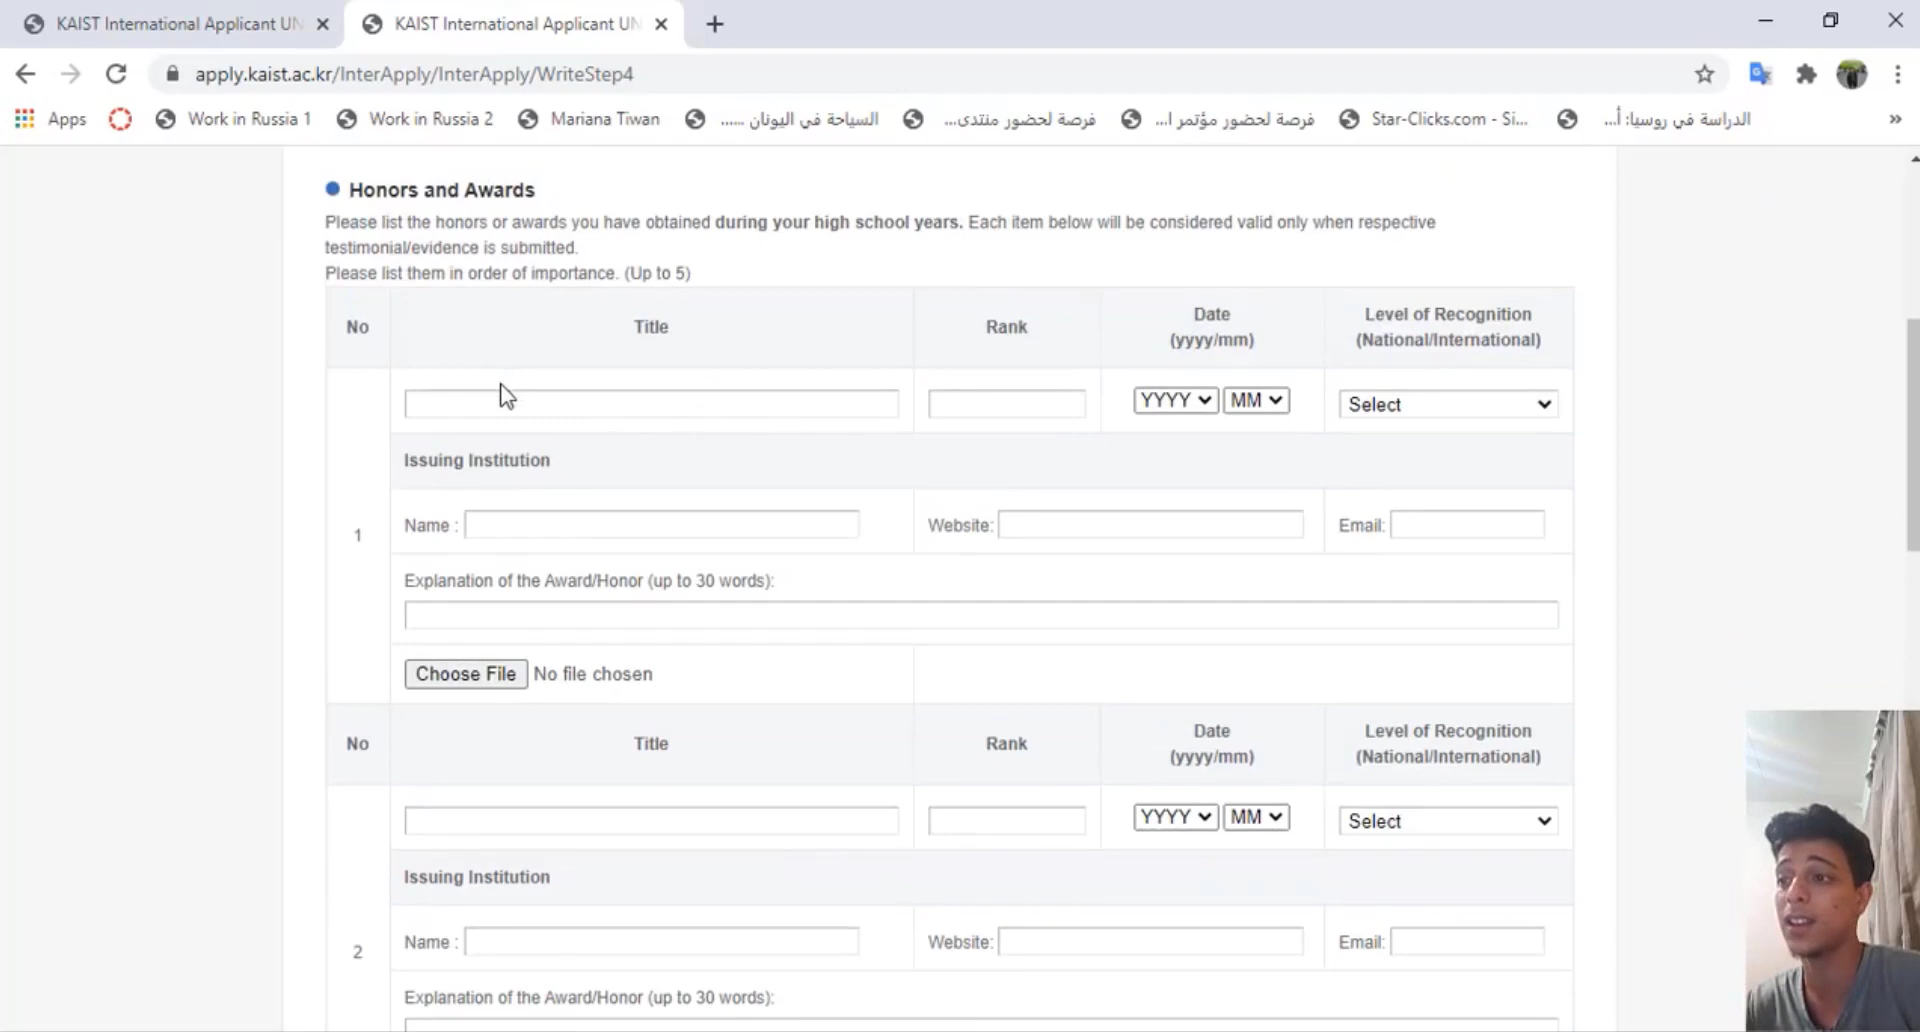 KAIST International Applicant UN
KAIST International Applicant UN
apply.kaist.ac.kr/InterApply/InterApply/WriteStep4
Apps
Work in Russia 1
Work in Russia 2
Mariana Tiwan
السياحة في اليونان ......
فرصة لحضور منتدى...
فرصة لحضور مؤتمر ا...
Star-Clicks.com - Si...
الدراسة في روسيا: أ...
»
Honors and Awards
Please list the honors or awards you have obtained during your high school years. Each item below will be considered valid only when respective
testimonial/evidence is submitted.
Please list them in order of importance. (Up to 5)
No
Title
Rank
Date
(yyyy/mm)
Level of Recognition
(National/International)
YYYY MM
Select
Issuing Institution
1
Name :
Website:
Email:
Explanation of the Award/Honor (up to 30 words):
Choose File No file chosen
No
Title
Rank
Date
(yyyy/mm)
Level of Recognition
(National/International)
YYYY MM
Select
Issuing Institution
2
Name :
Website:
Email:
Explanation of the Award/Honor (up to 30 words):